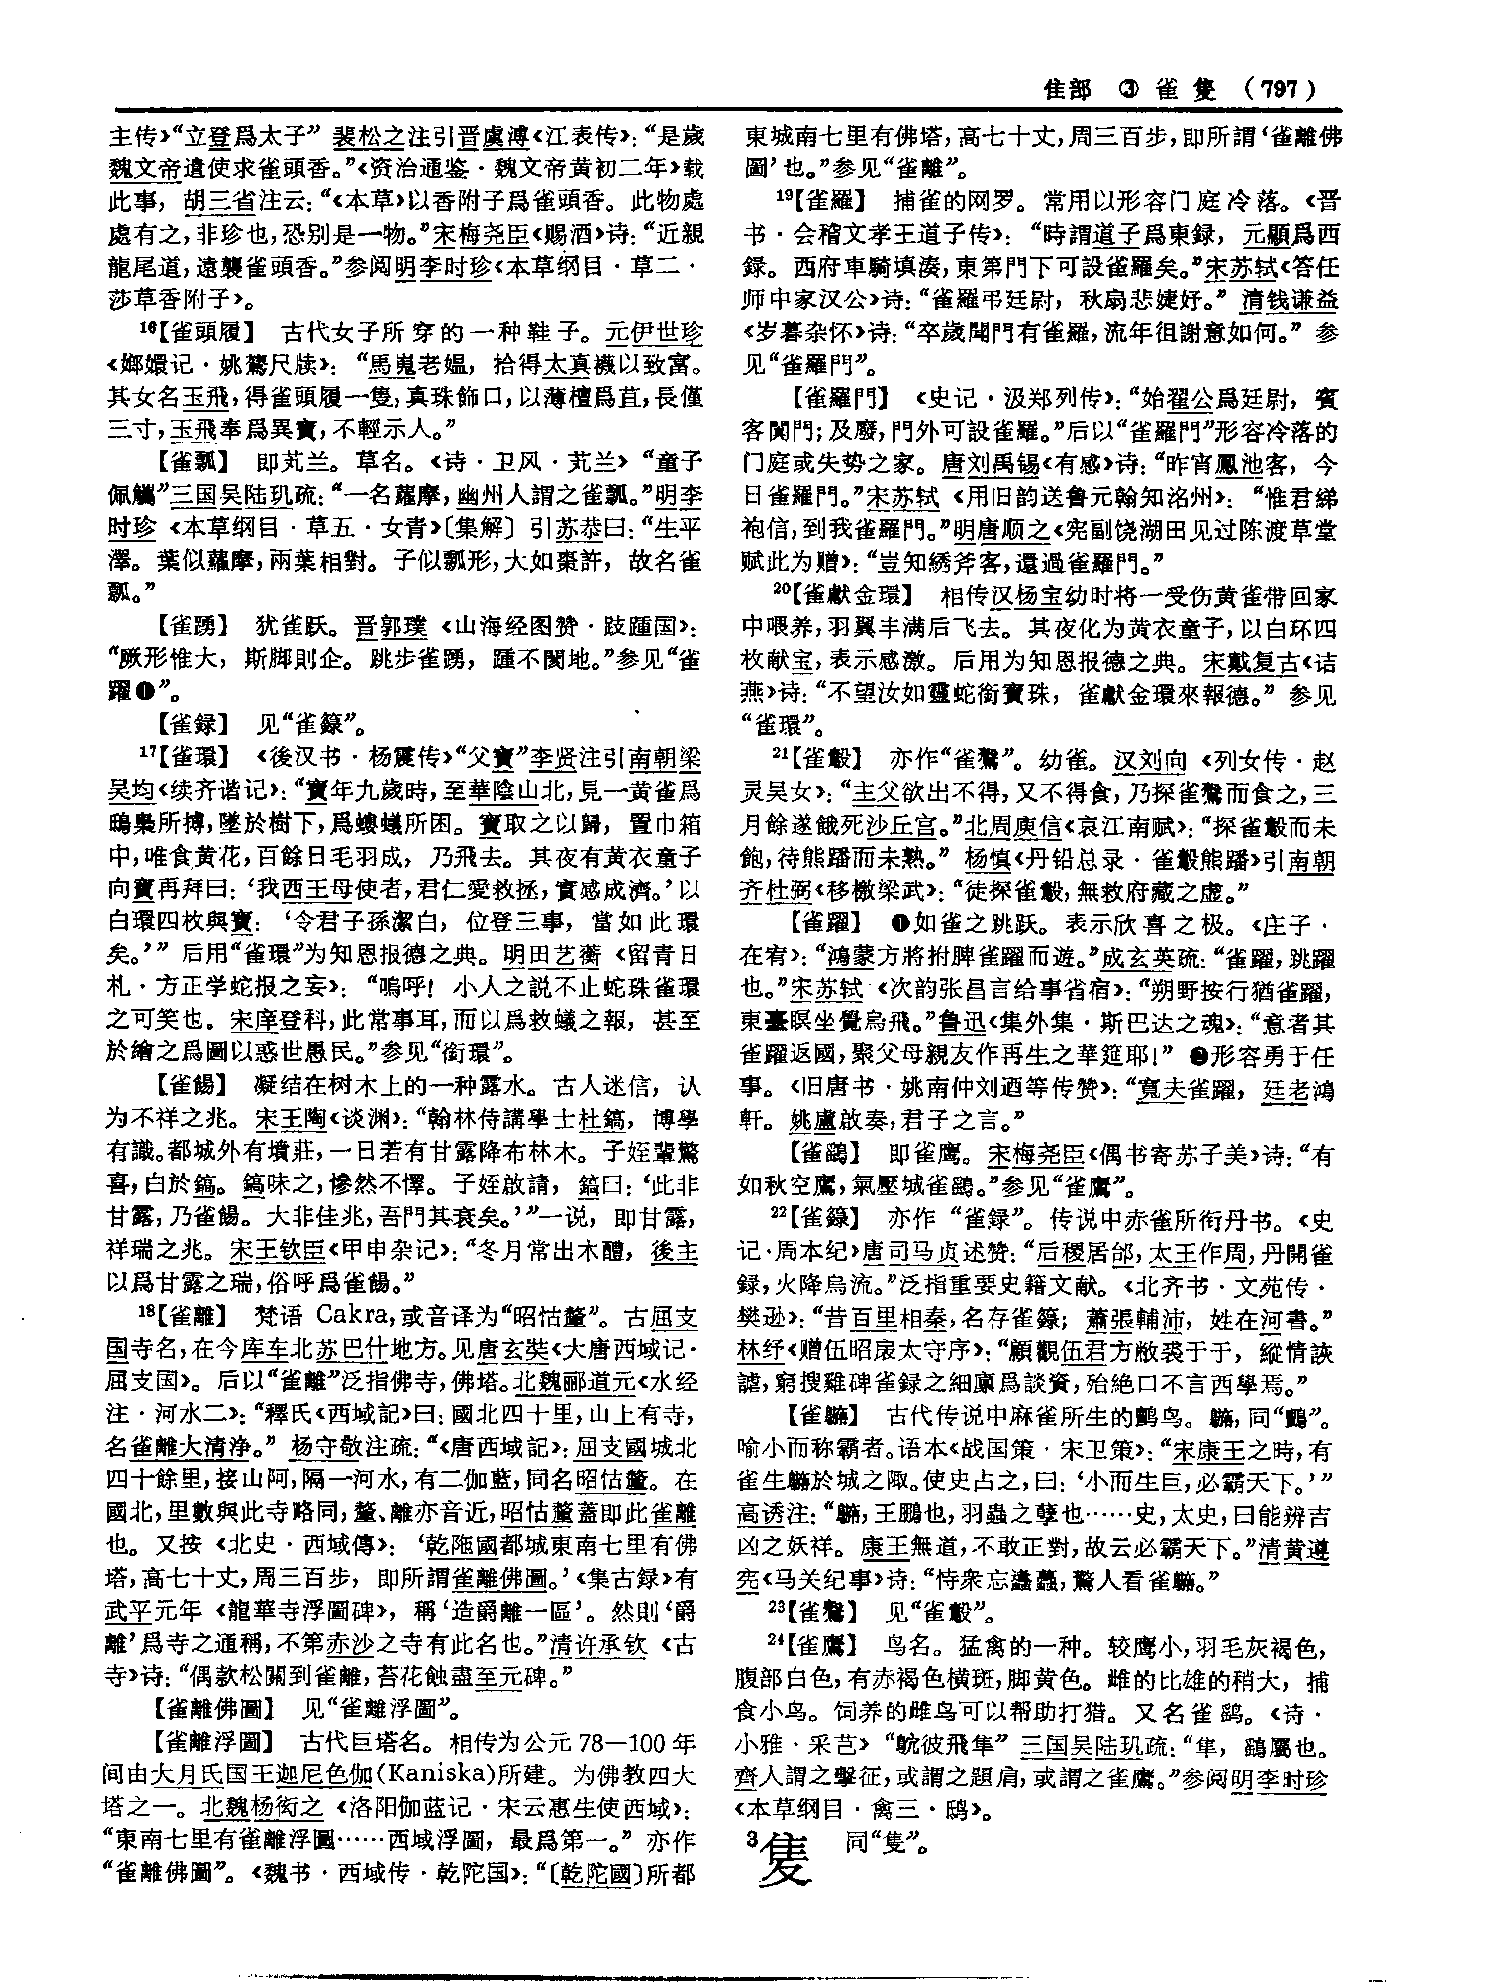 隹部 ③ 雀 隻 (797)
主传》“立登爲太子” 裴松之注引晋虞溥《江表传》：“是歲
魏文帝遣使求雀頭香。”《资治通鉴·魏文帝黄初二年》载
此事，胡三省注云：“《本草》以香附子爲雀頭香。此物處
處有之，非珍也，恐别是一物。”宋梅尧臣《赐酒》诗：“近親
龍尾道，遠襲雀頭香。”参阅明李时珍《本草纲目·草二·
莎草香附子》。
16【雀頭履】 古代女子所穿的一种鞋子。元伊世珍
《嫏嬛记·姚鷟尺牍》：“馬嵬老媪，拾得太真襪以致富。
其女名玉飛，得雀頭履一隻，真珠飾口，以薄檀爲苴，長僅
三寸，玉飛奉爲異寶，不輕示人。”
【雀瓢】 即芄兰。草名。《诗·卫风·芄兰》“童子
佩觿”三国吴陆玑疏：“一名蘿摩，幽州人謂之雀瓢。”明李
时珍《本草纲目·草五·女青》〔集解〕引苏恭曰：“生平
澤。葉似蘿摩，兩葉相對。子似瓢形，大如棗許，故名雀
瓢。”
【雀踴】 犹雀跃。晋郭璞《山海经图赞·跂踵国》：
“厥形惟大，斯脚則企。跳步雀踴，踵不閡地。”参见“雀
躍❶”。
【雀録】 见“雀籙”。
17【雀環】 《後汉书·杨震传》“父寶”李贤注引南朝梁
吴均《续齐谐记》：“寶年九歲時，至華陰山北，見一黄雀爲
鴟梟所搏，墜於樹下，爲螻蟻所困。寶取之以歸，置巾箱
中，唯食黄花，百餘日毛羽成，乃飛去。其夜有黄衣童子
向寶再拜曰：‘我西王母使者，君仁愛救拯，實感成濟。’以
白環四枚與寶：‘令君子孫潔白，位登三事，當如此環
矣。’” 后用“雀環”为知恩报德之典。明田艺蘅《留青日
札·方正学蛇报之妄》：“嗚呼！小人之説不止蛇珠雀環
之可笑也。宋庠登科，此常事耳，而以爲救蟻之報，甚至
於繪之爲圖以惑世愚民。”参见“銜環”。
【雀餳】 凝结在树木上的一种露水。古人迷信，认
为不祥之兆。宋王陶《谈渊》：“翰林侍講學士杜鎬，博學
有識。都城外有墳莊，一日若有甘露降布林木。子姪輩驚
喜，白於鎬。鎬味之，慘然不懌。子姪啟請，鎬曰：‘此非
甘露，乃雀餳。大非佳兆，吾門其衰矣。’”一说，即甘露，
祥瑞之兆。宋王钦臣《甲申杂记》：“冬月常出木醴，後主
以爲甘露之瑞，俗呼爲雀餳。”
18【雀離】 梵语 Cakra，或音译为“昭怙釐”。古屈支
国寺名，在今库车北苏巴什地方。见唐玄奘《大唐西域记·
屈支国》。后以“雀離”泛指佛寺，佛塔。北魏郦道元《水经
注·河水二》：“釋氏《西域記》曰：國北四十里，山上有寺，
名雀離大清净。” 杨守敬注疏：“《唐西域記》：屈支國城北
四十餘里，接山阿，隔一河水，有二伽藍，同名昭怙釐。在
國北，里數與此寺略同，釐、離亦音近，昭怙釐蓋即此雀離
也。又按《北史·西域傳》：‘乾陁國都城東南七里有佛
塔，高七十丈，周三百步，即所謂雀離佛圖。’《集古録》有
武平元年《龍華寺浮圖碑》，稱‘造爵離一區’。然則‘爵
離’爲寺之通稱，不第赤沙之寺有此名也。”清许承钦《古
寺》诗：“偶款松關到雀離，苔花蝕盡至元碑。”
【雀離佛圖】 见“雀離浮圖”。
【雀離浮圖】 古代巨塔名。相传为公元78—100年
间由大月氏国王迦尼色伽(Kaniska)所建。为佛教四大
塔之一。北魏杨衒之《洛阳伽蓝记·宋云惠生使西域》：
“東南七里有雀離浮圖……西域浮圖，最爲第一。” 亦作
“雀離佛圖”。《魏书·西域传·乾陀国》：“〔乾陀國〕所都
東城南七里有佛塔，高七十丈，周三百步，即所謂‘雀離佛
圖’也。”参见“雀離”。
19【雀羅】 捕雀的网罗。常用以形容门庭冷落。《晋
书·会稽文孝王道子传》：“時謂道子爲東録，元顯爲西
録。西府車騎填湊，東第門下可設雀羅矣。”宋苏轼《答任
师中家汉公》诗：“雀羅弔廷尉，秋扇悲婕妤。” 清钱谦益
《岁暮杂怀》诗：“卒歲閒門有雀羅，流年徂謝意如何。” 参
见“雀羅門”。
【雀羅門】 《史记·汲郑列传》：“始翟公爲廷尉，賓
客闐門；及廢，門外可設雀羅。”后以“雀羅門”形容冷落的
门庭或失势之家。唐刘禹锡《有感》诗：“昨宵鳳池客，今
日雀羅門。”宋苏轼《用旧韵送鲁元翰知洺州》：“惟君綈
袍信，到我雀羅門。”明唐顺之《宪副饶湖田见过陈渡草堂
赋此为赠》：“豈知綉斧客，還過雀羅門。”
20【雀獻金環】 相传汉杨宝幼时将一受伤黄雀带回家
中喂养，羽翼丰满后飞去。其夜化为黄衣童子，以白环四
枚献宝，表示感激。后用为知恩报德之典。宋戴复古《诘
燕》诗：“不望汝如靈蛇銜寶珠，雀獻金環來報德。” 参见
“雀環”。
21【雀鷇】 亦作“雀鷟”。幼雀。汉刘向《列女传·赵
灵吴女》：“主父欲出不得，又不得食，乃探雀鷇而食之，三
月餘遂餓死沙丘宫。”北周庾信《哀江南赋》：“探雀鷇而未
飽，待熊蹯而未熟。” 杨慎《丹铅总录·雀鷇熊蹯》引南朝
齐杜弼《移檄梁武》：“徒探雀鷇，無救府藏之虚。”
【雀躍】 ❶如雀之跳跃。表示欣喜之极。《庄子·
在宥》：“鴻蒙方將拊脾雀躍而遊。”成玄英疏：“雀躍，跳躍
也。”宋苏轼《次韵张昌言给事省宿》：“朔野按行猶雀躍，
東臺暝坐覺烏飛。”鲁迅《集外集·斯巴达之魂》：“意者其
雀躍返國，聚父母親友作再生之華筵耶！” ❷形容勇于任
事。《旧唐书·姚南仲刘迺等传赞》：“寬夫雀躍，廷老鴻
軒。姚盧啟奏，君子之言。”
【雀鷂】 即雀鹰。宋梅尧臣《偶书寄苏子美》诗：“有
如秋空鷹，氣壓城雀鷂。”参见“雀鷹”。
22【雀籙】 亦作“雀録”。传说中赤雀所衔丹书。《史
记·周本纪》唐司马贞述赞：“后稷居邰，太王作周，丹開雀
録，火降烏流。”泛指重要史籍文献。《北齐书·文苑传·
樊逊》：“昔百里相秦，名存雀籙；蕭張輔沛，姓在河書。”
林纾《赠伍昭扆太守序》：“顧觀伍君方敝裘于于，縱情詼
謔，窮搜雞碑雀録之細，廪爲談資，殆絶口不言西學焉。”
【雀鸇】 古代传说中麻雀所生的鹯鸟。
喻小而称霸者。语本《战国策·宋卫策》：“宋康王之時，有
雀生於城之陬。使史占之，曰：‘小而生巨，必霸天下。’”
高诱注：“王鵰也，羽蟲之孽也……史，太史，曰能辨吉
凶之妖祥。康王無道，不敢正對，故云必霸天下。”清黄遵
宪《马关纪事》诗：“恃衆忘蠭蠆，驚人看雀。”
23【雀鷟】 见“雀鷇”。
24【雀鷹】 鸟名。猛禽的一种。较鹰小，羽毛灰褐色，
腹部白色，有赤褐色横斑，脚黄色。雌的比雄的稍大，捕
食小鸟。饲养的雌鸟可以帮助打猎。又名雀鹞。《诗·
小雅·采芑》“鴥彼飛隼” 三国吴陆玑疏：“隼，鷂屬也。
齊人謂之擊征，或謂之題肩，或謂之雀鷹。”参阅明李时珍
《本草纲目·禽三·鸱》。
3 隻 同“隻”。